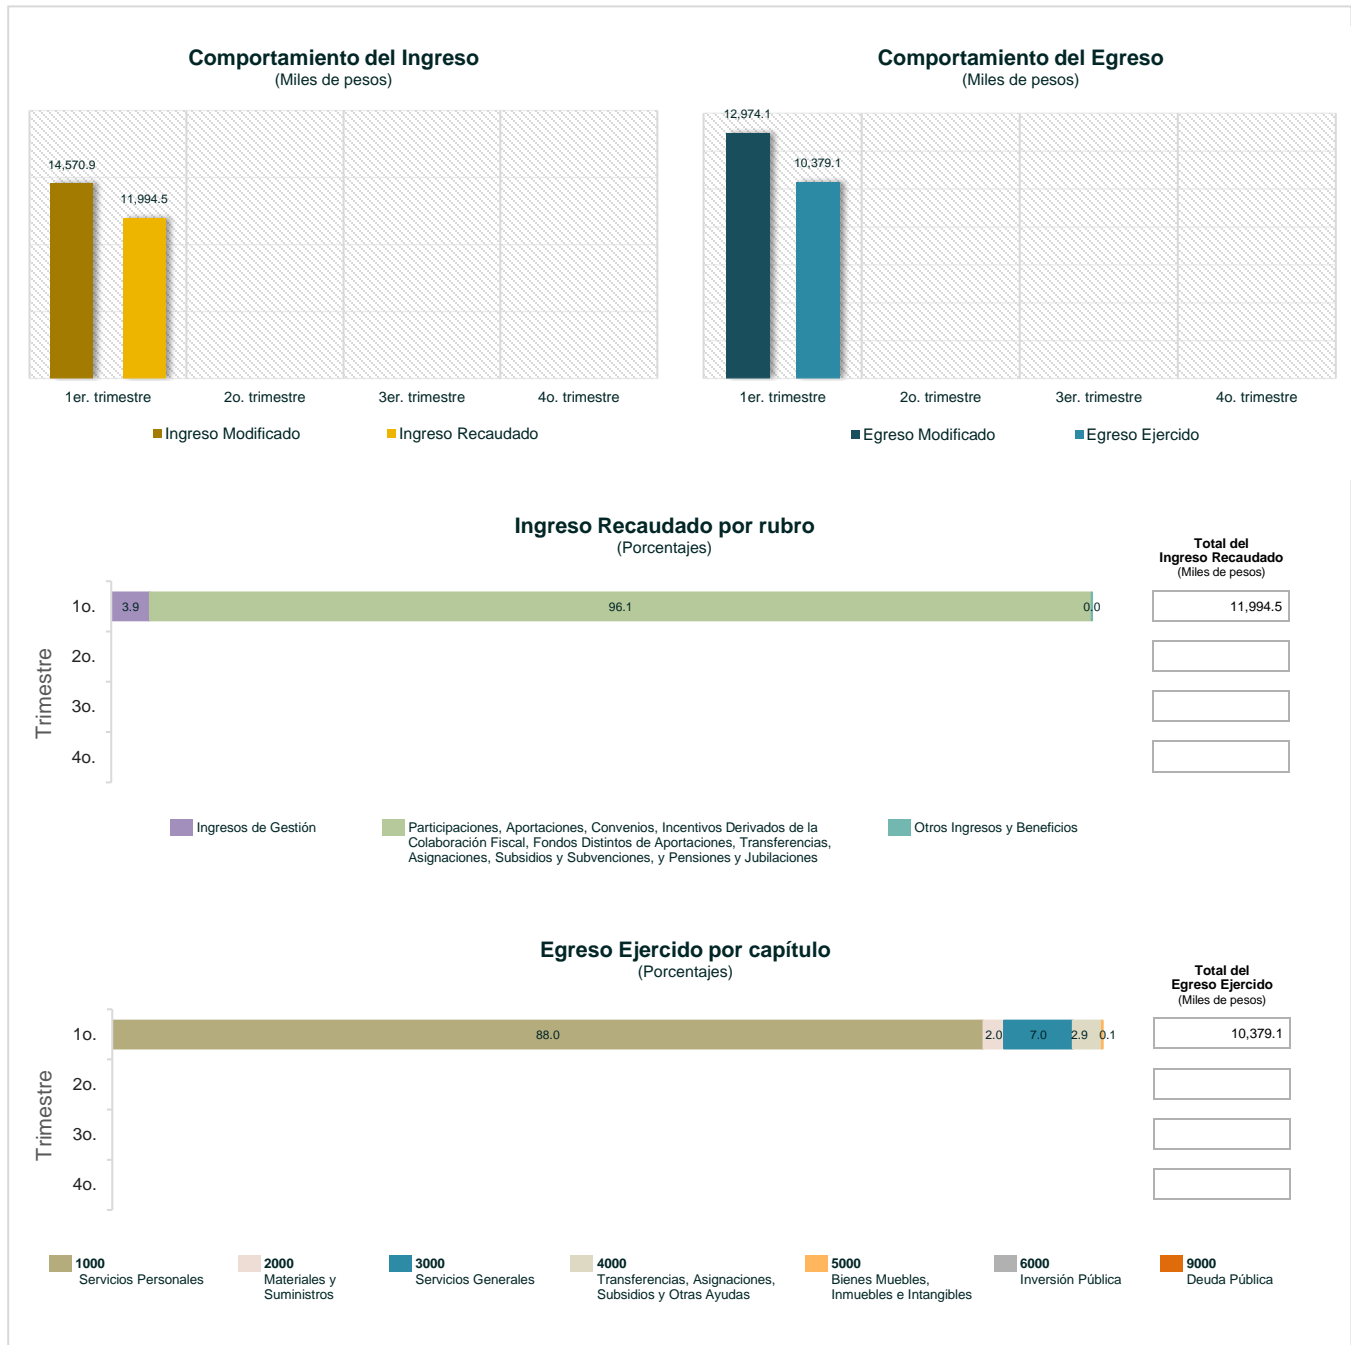 Comportamiento del Ingreso
(Miles de pesos)
14,570.9
11,994.5
1er. trimestre
2o. trimestre
3er. trimestre
4o. trimestre
Ingreso Modificado
Ingreso Recaudado
Comportamiento del Egreso
(Miles de pesos)
12,974.1
10,379.1
1er. trimestre
2o. trimestre
3er. trimestre
4o. trimestre
Egreso Modificado
Egreso Ejercido
Ingreso Recaudado por rubro
(Porcentajes)
Total del
Ingreso Recaudado
(Miles de pesos)
Trimestre
1o.
3.9
96.1
0.0
11,994.5
2o.
3o.
4o.
Ingresos de Gestión
Participaciones, Aportaciones, Convenios, Incentivos Derivados de la
Colaboración Fiscal, Fondos Distintos de Aportaciones, Transferencias,
Asignaciones, Subsidios y Subvenciones, y Pensiones y Jubilaciones
Otros Ingresos y Beneficios
Egreso Ejercido por capítulo
(Porcentajes)
Total del
Egreso Ejercido
(Miles de pesos)
Trimestre
1o.
88.0
2.0
7.0
2.9
0.1
10,379.1
2o.
3o.
4o.
1000
Servicios Personales
2000
Materiales y
Suministros
3000
Servicios Generales
4000
Transferencias, Asignaciones,
Subsidios y Otras Ayudas
5000
Bienes Muebles,
Inmuebles e Intangibles
6000
Inversión Pública
9000
Deuda Pública